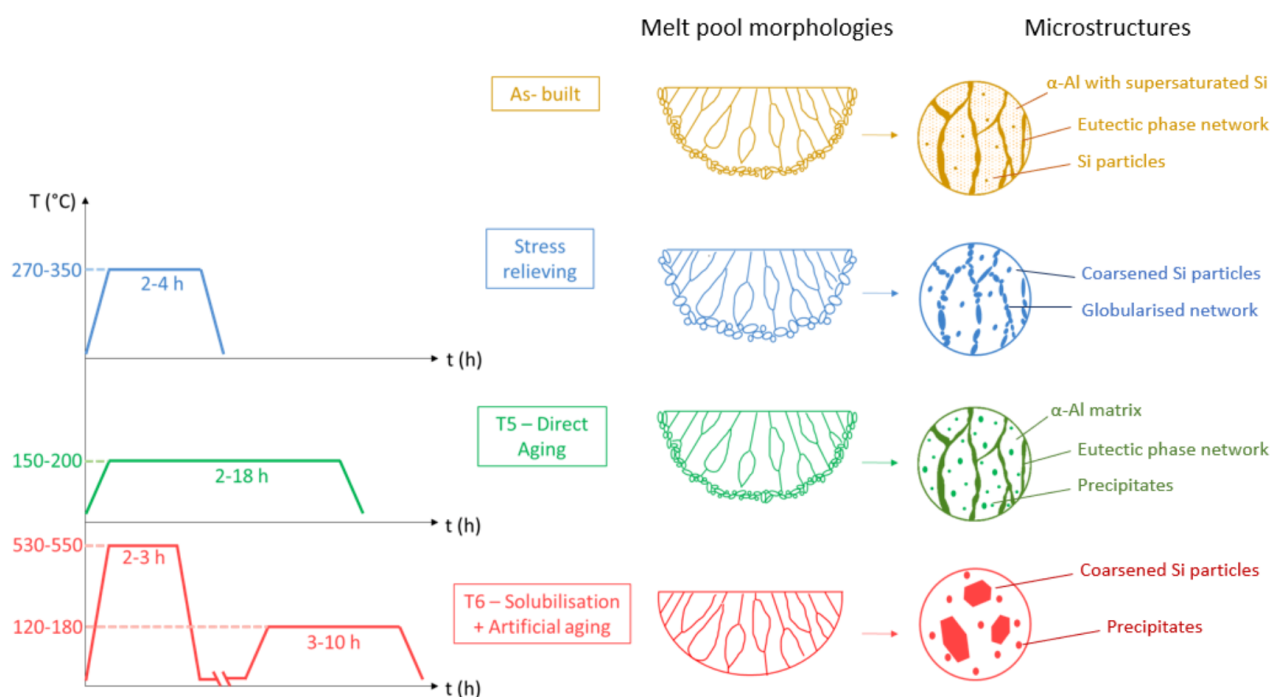 Melt pool morphologies
Microstructures
As- built
α-Al with supersaturated Si
Eutectic phase network
Si particles
T (°C)
270-350
2-4 h
t (h)
Stress
relieving
Coarsened Si particles
Globularised network
150-200
2-18 h
t (h)
T5 – Direct
Aging
α-Al matrix
Eutectic phase network
Precipitates
530-550
2-3 h
120-180
3-10 h
t (h)
T6 – Solubilisation
+ Artificial aging
Coarsened Si particles
Precipitates